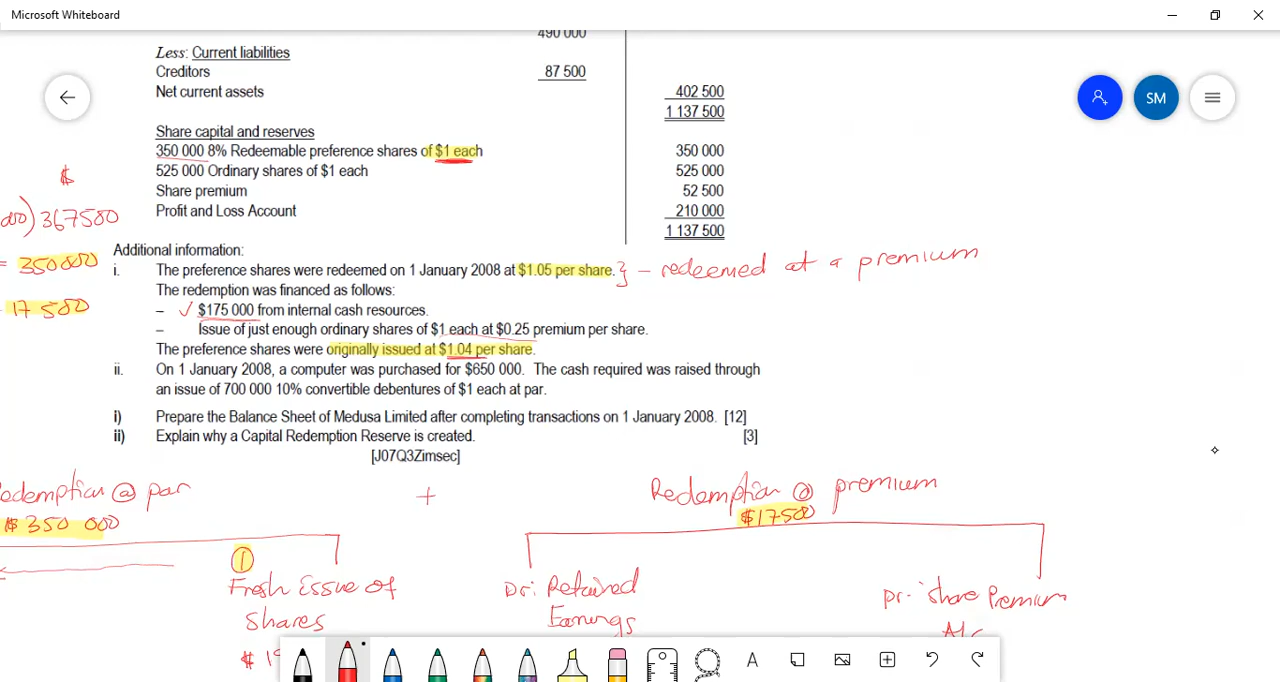 Microsoft Whiteboard
490 000
Less: Current liabilities
Creditors 87 500
Net current assets 402 500
1 137 500
Share capital and reserves
350 000 8% Redeemable preference shares of $1 each 350 000
525 000 Ordinary shares of $1 each 525 000
Share premium 52 500
Profit and Loss Account 210 000
1 137 500
SM
$
) 367500
= 350000
17 500
Additional information:
i. The preference shares were redeemed on 1 January 2008 at $1.05 per share. } - redeemed at a premium
The redemption was financed as follows:
- ✓ $175 000 from internal cash resources.
- Issue of just enough ordinary shares of $1 each at $0.25 premium per share.
The preference shares were originally issued at $1.04 per share.
ii. On 1 January 2008, a computer was purchased for $650 000. The cash required was raised through
an issue of 700 000 10% convertible debentures of $1 each at par.
i) Prepare the Balance Sheet of Medusa Limited after completing transactions on 1 January 2008. [12]
ii) Explain why a Capital Redemption Reserve is created. [3]
[J07Q3Zimsec]
edemption @ par + Redemption @ premium
$ 350 000 $17500
1
Fresh issue of
Shares
Dr: Retained
Earnings
Dr: Share Premium
A/c
A